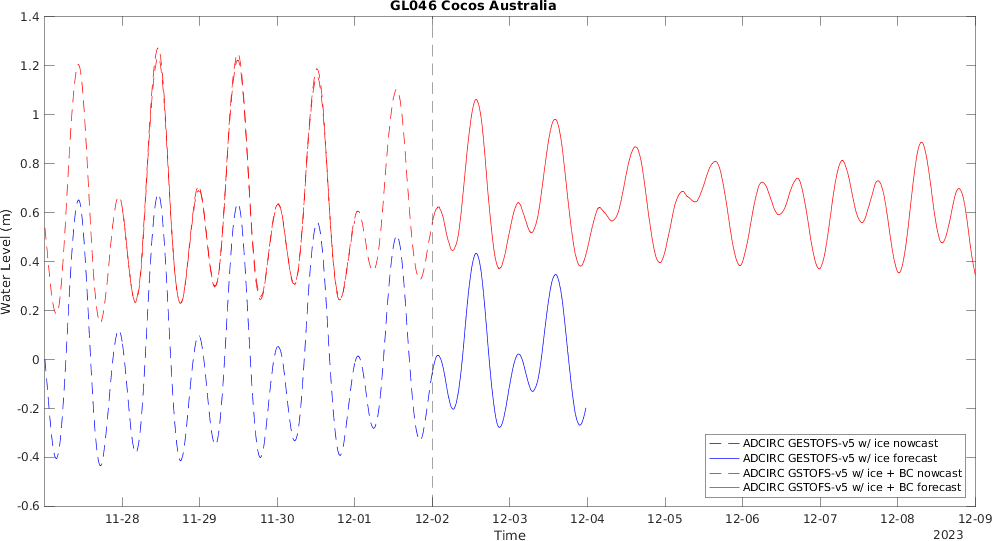 GL046 Cocos Australia
1.4
1.2
1
0.8
0.6
0.4
0.2
0
-0.2
-0.4
-0.6
Water Level (m)
ADCIRC GESTOFS-v5 w/ ice nowcast
ADCIRC GESTOFS-v5 w/ ice forecast
ADCIRC GSTOFS-v5 w/ ice + BC nowcast
ADCIRC GSTOFS-v5 w/ ice + BC forecast
11-28 11-29 11-30 12-01 12-02 12-03 12-04 12-05 12-06 12-07 12-08 12-09
Time
2023